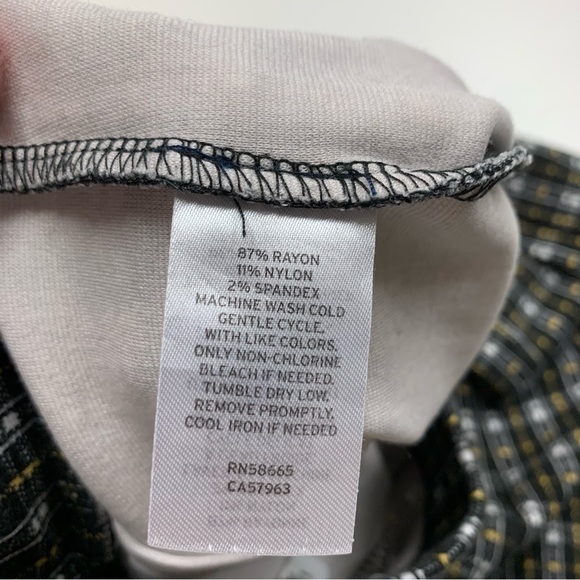 87% RAYON
11% NYLON
2% SPANDEX
MACHINE WASH COLD
GENTLE CYCLE.
WITH LIKE COLORS.
ONLY NON-CHLORINE
BLEACH IF NEEDED.
TUMBLE DRY LOW.
REMOVE PROMPTLY.
COOL IRON IF NEEDED
RN58665
CA57963